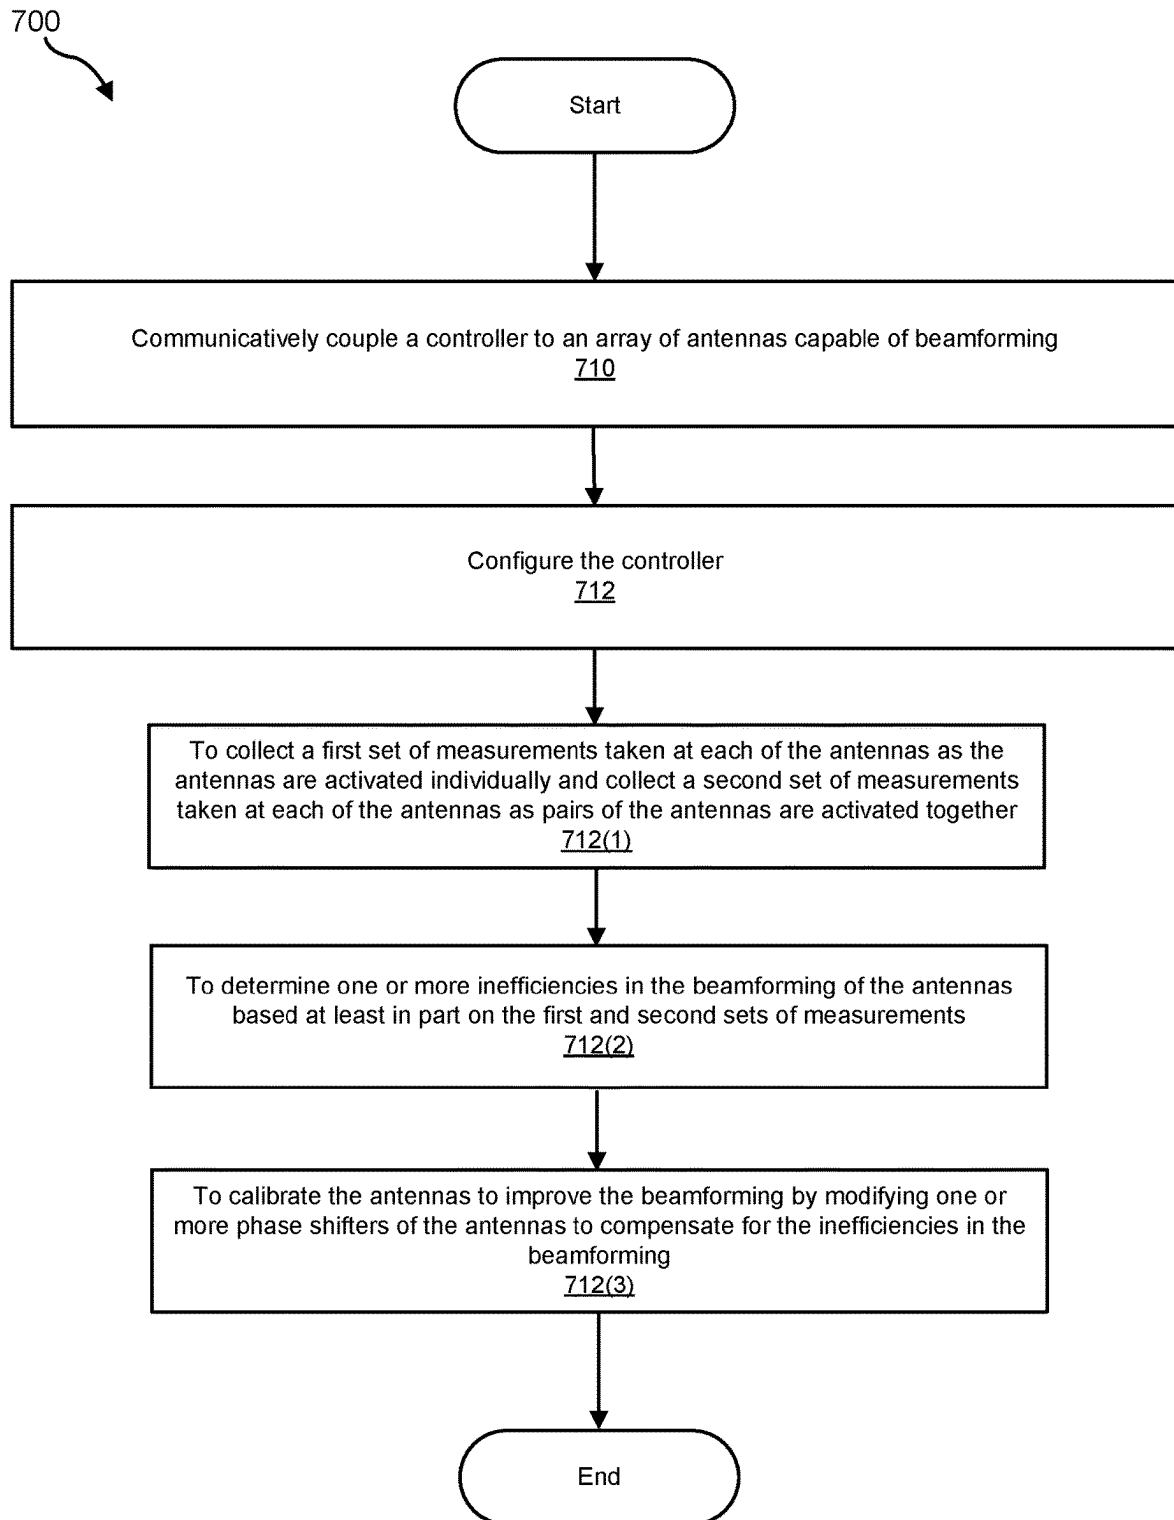 700
Start
Communicatively couple a controller to an array of antennas capable of beamforming
710
Configure the controller
712
To collect a first set of measurements taken at each of the antennas as the
antennas are activated individually and collect a second set of measurements
taken at each of the antennas as pairs of the antennas are activated together
712(1)
To determine one or more inefficiencies in the beamforming of the antennas
based at least in part on the first and second sets of measurements
712(2)
To calibrate the antennas to improve the beamforming by modifying one or
more phase shifters of the antennas to compensate for the inefficiencies in the
beamforming
712(3)
End